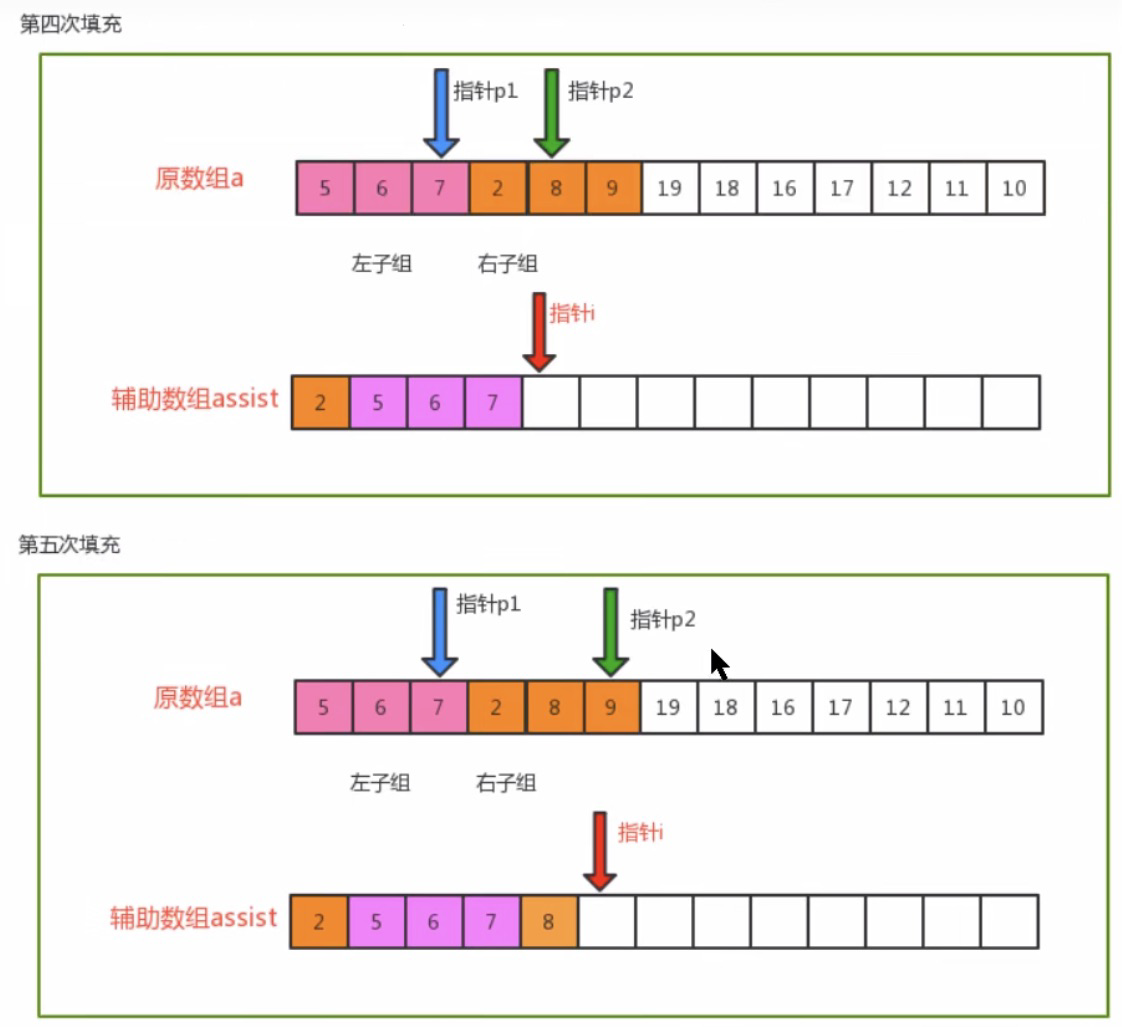 第四次填充
指针p1 指针p2
原数组a 5 6 7 2 8 9 19 18 16 17 12 11 10
左子组 右子组
指针i
辅助数组assist 2 5 6 7
第五次填充
指针p1 指针p2
原数组a 5 6 7 2 8 9 19 18 16 17 12 11 10
左子组 右子组
指针i
辅助数组assist 2 5 6 7 8